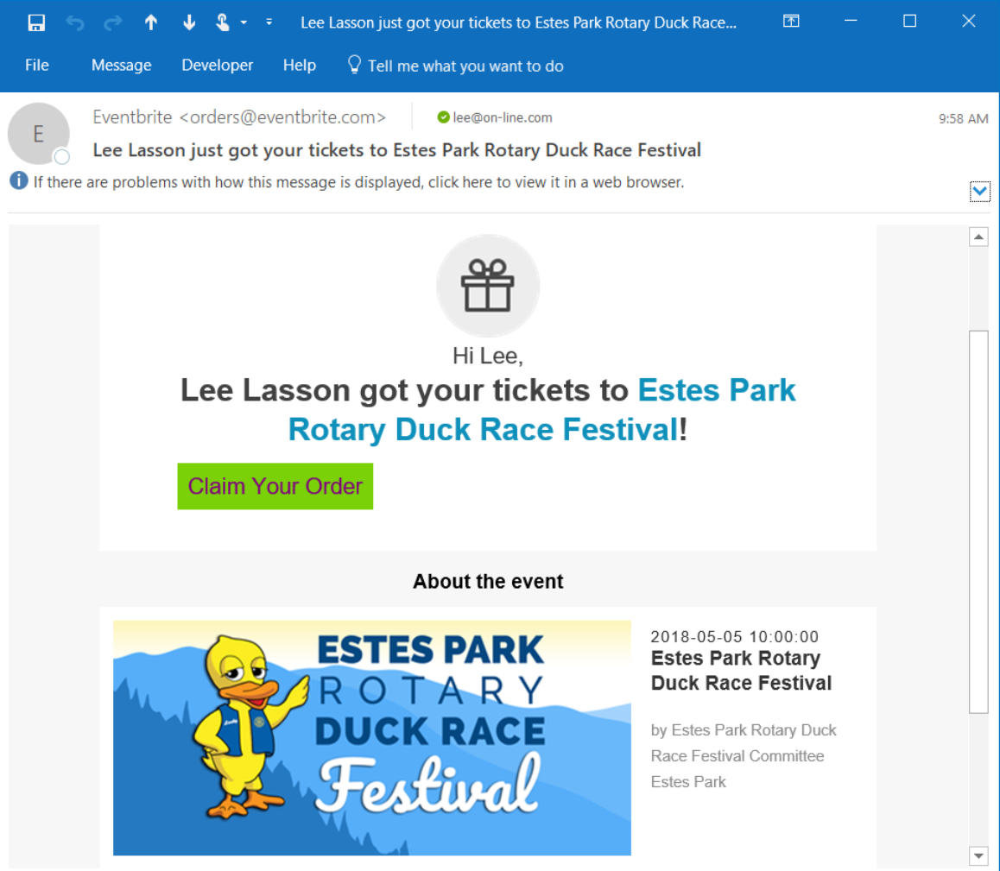 Lee Lasson just got your tickets to Estes Park Rotary Duck Race...
File Message Developer Help Tell me what you want to do
E
Eventbrite <orders@eventbrite.com> lee@on-line.com 9:58 AM
Lee Lasson just got your tickets to Estes Park Rotary Duck Race Festival
If there are problems with how this message is displayed, click here to view it in a web browser.
Hi Lee,
Lee Lasson got your tickets to Estes Park
Rotary Duck Race Festival!
Claim Your Order
About the event
ESTES PARK
ROTARY
DUCK RACE
Festival
2018-05-05 10:00:00
Estes Park Rotary
Duck Race Festival
by Estes Park Rotary Duck
Race Festival Committee
Estes Park